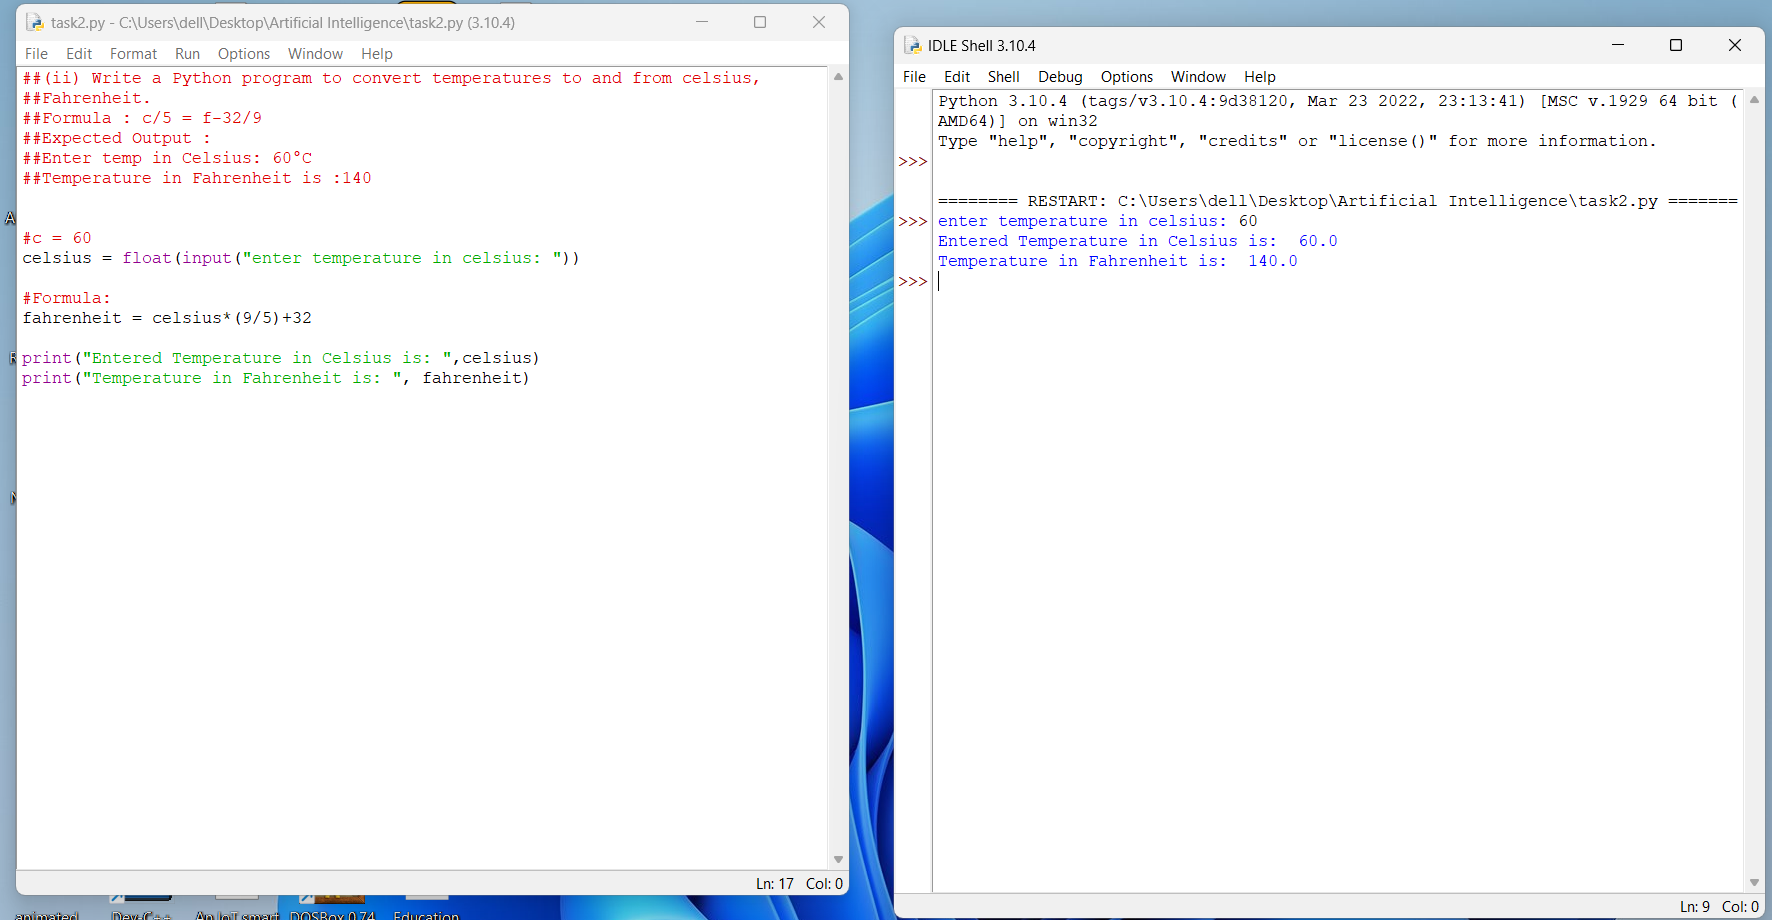 task2.py - C:\Users\dell\Desktop\Artificial Intelligence\task2.py (3.10.4)
File Edit Format Run Options Window Help
##(ii) Write a Python program to convert temperatures to and from celsius,
##Fahrenheit.
##Formula : c/5 = f-32/9
##Expected Output :
##Enter temp in Celsius: 60°C
##Temperature in Fahrenheit is :140
#c = 60
celsius = float(input("enter temperature in celsius: "))
#Formula:
fahrenheit = celsius*(9/5)+32
print("Entered Temperature in Celsius is: ",celsius)
print("Temperature in Fahrenheit is: ", fahrenheit)
Ln: 17 Col: 0
IDLE Shell 3.10.4
File Edit Shell Debug Options Window Help
Python 3.10.4 (tags/v3.10.4:9d38120, Mar 23 2022, 23:13:41) [MSC v.1929 64 bit (
AMD64)] on win32
Type "help", "copyright", "credits" or "license()" for more information.
>>>
======== RESTART: C:\Users\dell\Desktop\Artificial Intelligence\task2.py =======
>>> enter temperature in celsius: 60
Entered Temperature in Celsius is:  60.0
Temperature in Fahrenheit is:  140.0
>>>
Ln: 9 Col: 0
animated Dev-C++ An IoT smart DOSBox 0.74 Education